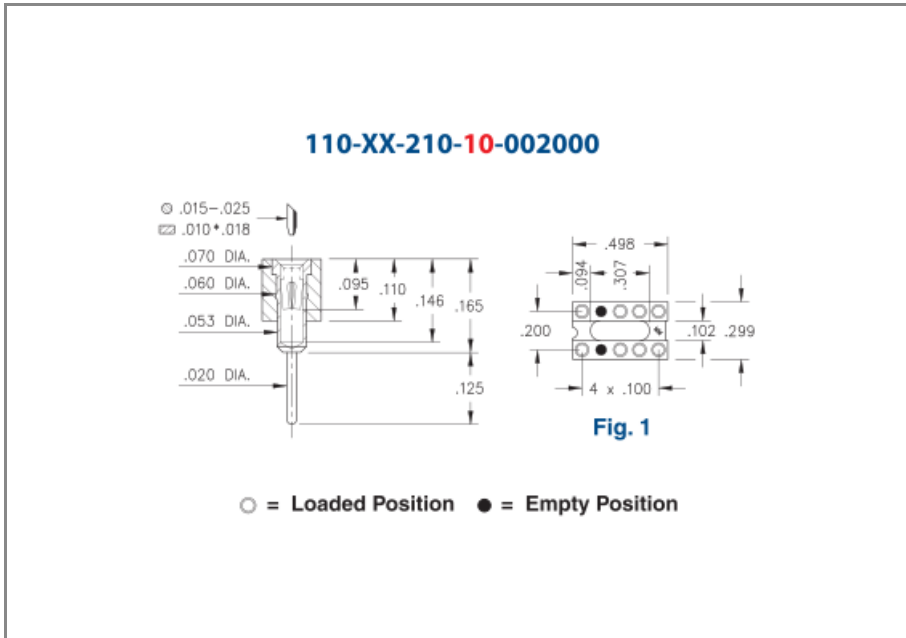 110-XX-210-10-002000
.015–.025
.010*.018
.070 DIA.
.060 DIA.
.053 DIA.
.020 DIA.
.095
.110
.146
.165
.125
.498
.094
.307
.200
.102
.299
4 x .100
Fig. 1
= Loaded Position
= Empty Position